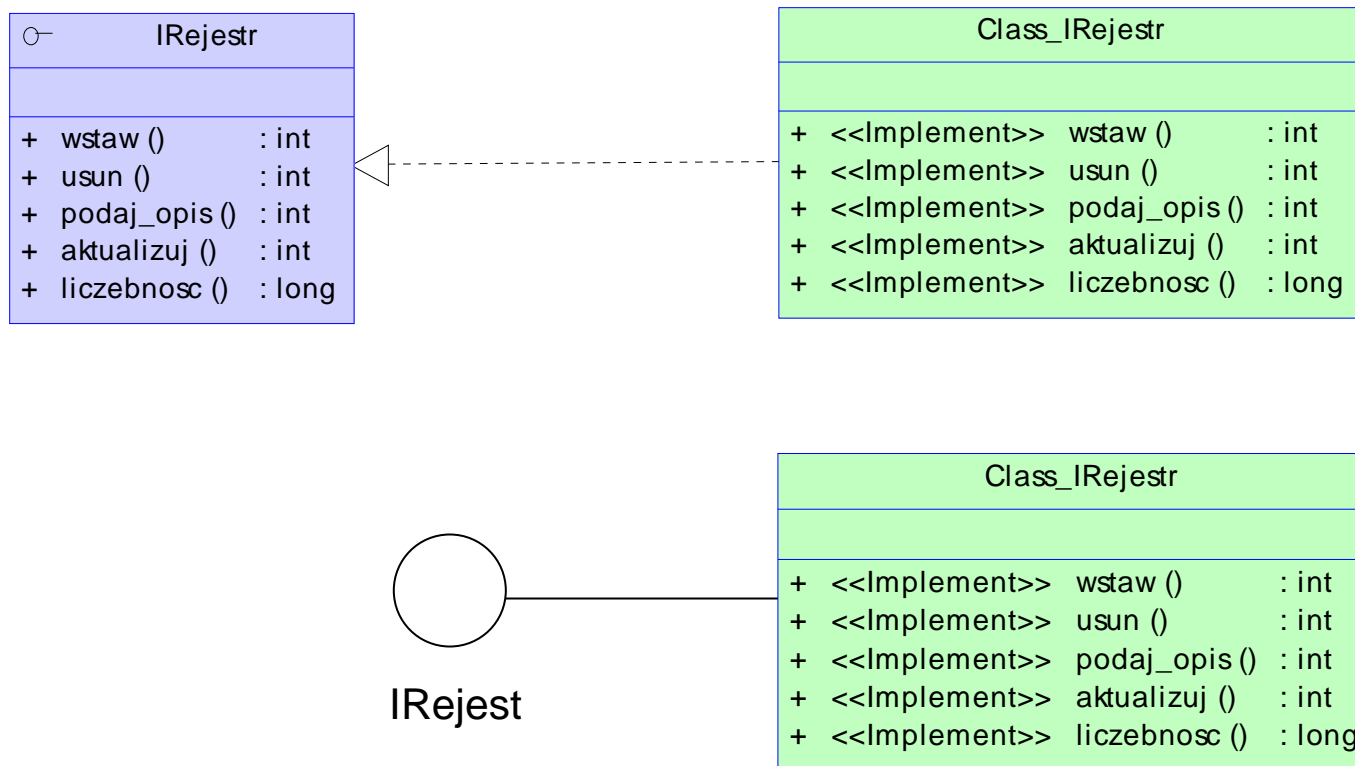 IRejestr
+ wstaw () : int
+ usun () : int
+ podaj_opis () : int
+ aktualizuj () : int
+ liczebnosc () : long
Class_IRejestr
+ <<Implement>> wstaw () : int
+ <<Implement>> usun () : int
+ <<Implement>> podaj_opis () : int
+ <<Implement>> aktualizuj () : int
+ <<Implement>> liczebnosc () : long
IRejest
Class_IRejestr
+ <<Implement>> wstaw () : int
+ <<Implement>> usun () : int
+ <<Implement>> podaj_opis () : int
+ <<Implement>> aktualizuj () : int
+ <<Implement>> liczebnosc () : long